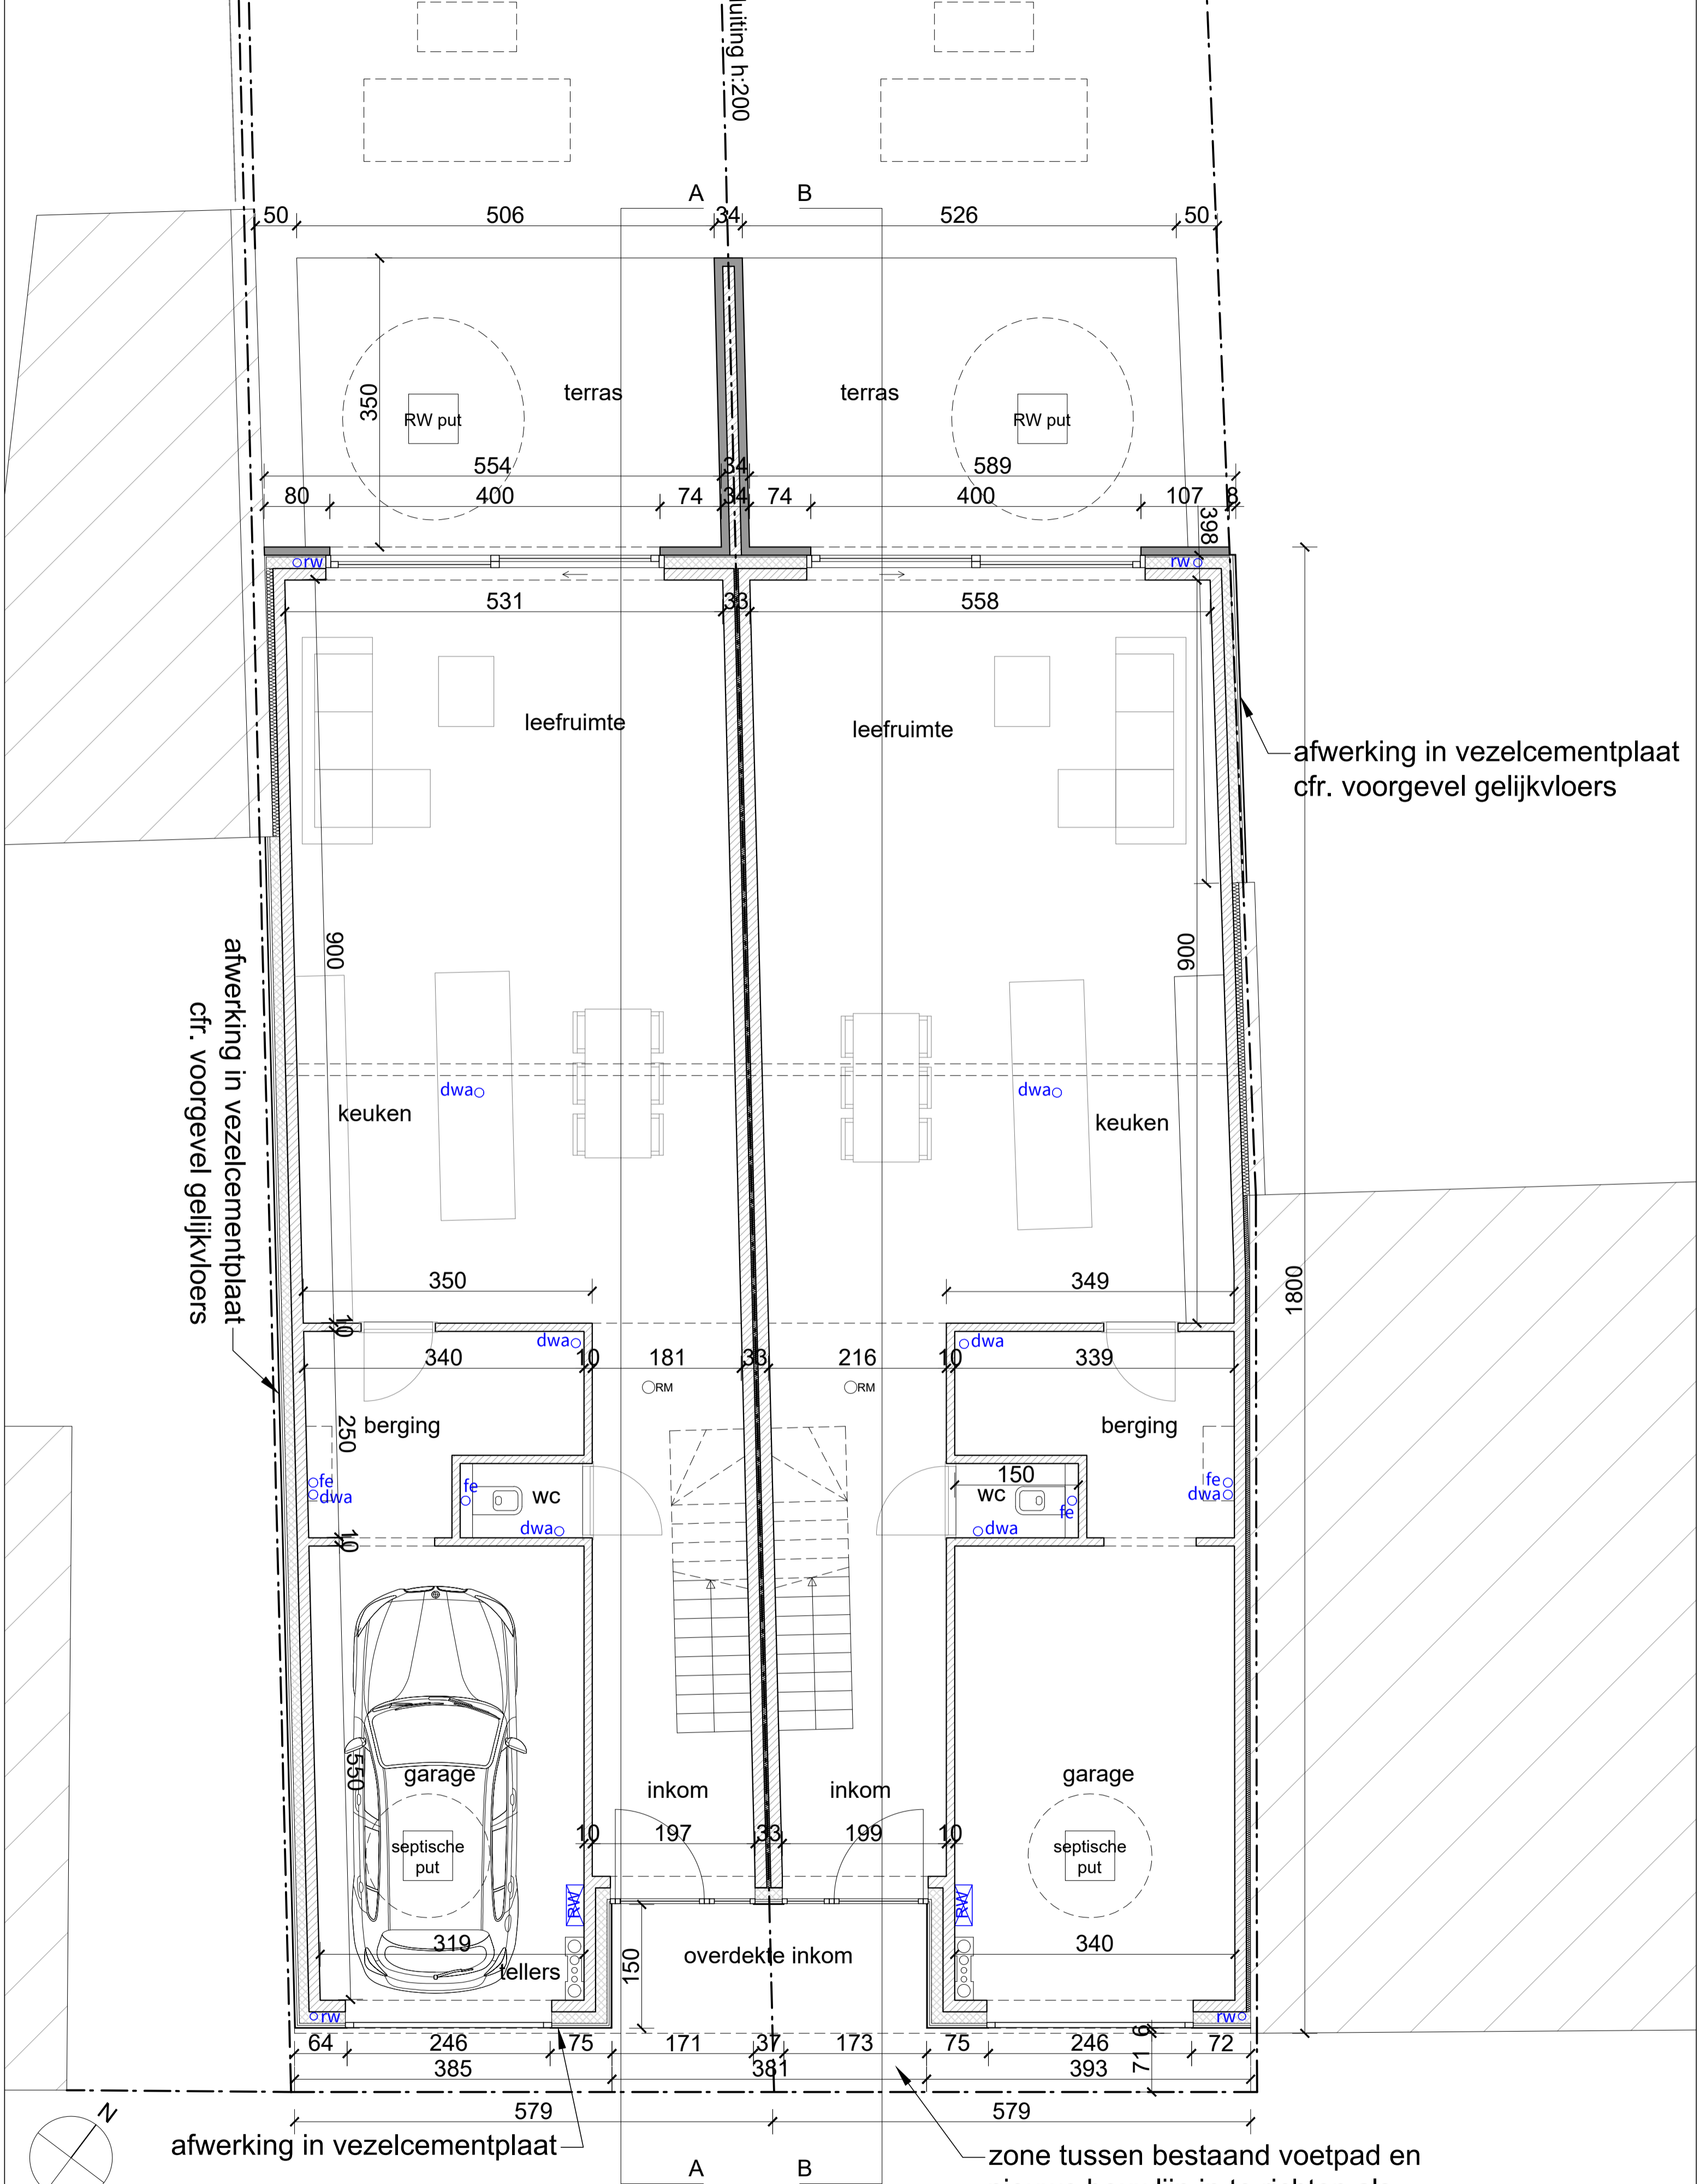 luiting h:200
A
B
50
506
34
526
50
350
terras
terras
RW put
RW put
554
34
589
80
400
74
34
74
400
107
8
398
rw
rw
531
33
558
leefruimte
leefruimte
afwerking in vezelcementplaat
cfr. voorgevel gelijkvloers
900
900
afwerking in vezelcementplaat
cfr. voorgevel gelijkvloers
dwa
dwa
keuken
keuken
350
349
1800
10
dwa
dwa
340
10
181
33
216
10
339
RM
RM
berging
berging
250
fe
dwa
fe
wc
dwa
150
wc
fe
dwa
fe
dwa
10
550
garage
garage
inkom
inkom
10
197
33
199
10
septische
put
septische
put
RW
RW
319
340
tellers
150
overdekte inkom
rw
rw
64
246
75
171
37
173
75
246
72
6
71
385
381
393
579
579
N
afwerking in vezelcementplaat
zone tussen bestaand voetpad en
A
B